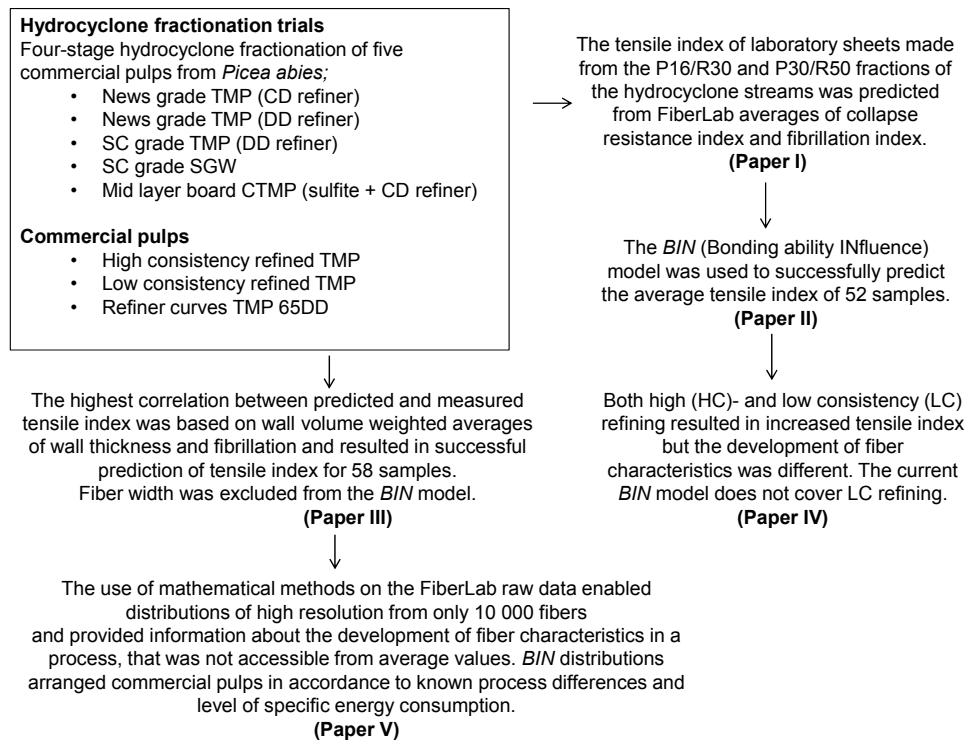 Hydrocyclone fractionation trials
Four-stage hydrocyclone fractionation of five
commercial pulps from Picea abies;
• News grade TMP (CD refiner)
• News grade TMP (DD refiner)
• SC grade TMP (DD refiner)
• SC grade SGW
• Mid layer board CTMP (sulfite + CD refiner)
Commercial pulps
• High consistency refined TMP
• Low consistency refined TMP
• Refiner curves TMP 65DD
The tensile index of laboratory sheets made
from the P16/R30 and P30/R50 fractions of
the hydrocyclone streams was predicted
from FiberLab averages of collapse
resistance index and fibrillation index.
(Paper I)
The BIN (Bonding ability INfluence)
model was used to successfully predict
the average tensile index of 52 samples.
(Paper II)
Both high (HC)- and low consistency (LC)
refining resulted in increased tensile index
but the development of fiber
characteristics was different. The current
BIN model does not cover LC refining.
(Paper IV)
The highest correlation between predicted and measured
tensile index was based on wall volume weighted averages
of wall thickness and fibrillation and resulted in successful
prediction of tensile index for 58 samples.
Fiber width was excluded from the BIN model.
(Paper III)
The use of mathematical methods on the FiberLab raw data enabled
distributions of high resolution from only 10 000 fibers
and provided information about the development of fiber characteristics in a
process, that was not accessible from average values. BIN distributions
arranged commercial pulps in accordance to known process differences and
level of specific energy consumption.
(Paper V)